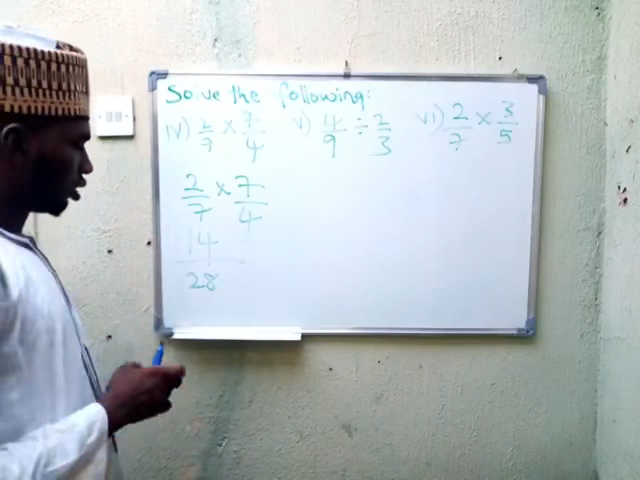 Solve the following:
iv) 2/7 × 7/4 v) 4/9 ÷ 2/3 vi) 2/7 × 3/5
2/7 × 7/4
14/28